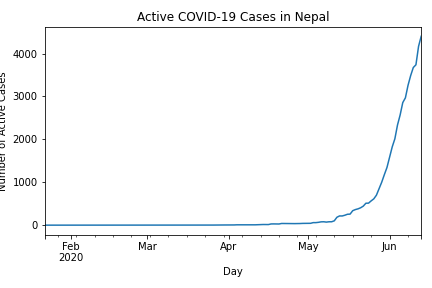 Active COVID-19 Cases in Nepal
Number of Active Cases
4000
3000
2000
1000
0
Feb
2020
Mar
Apr
May
Jun
Day